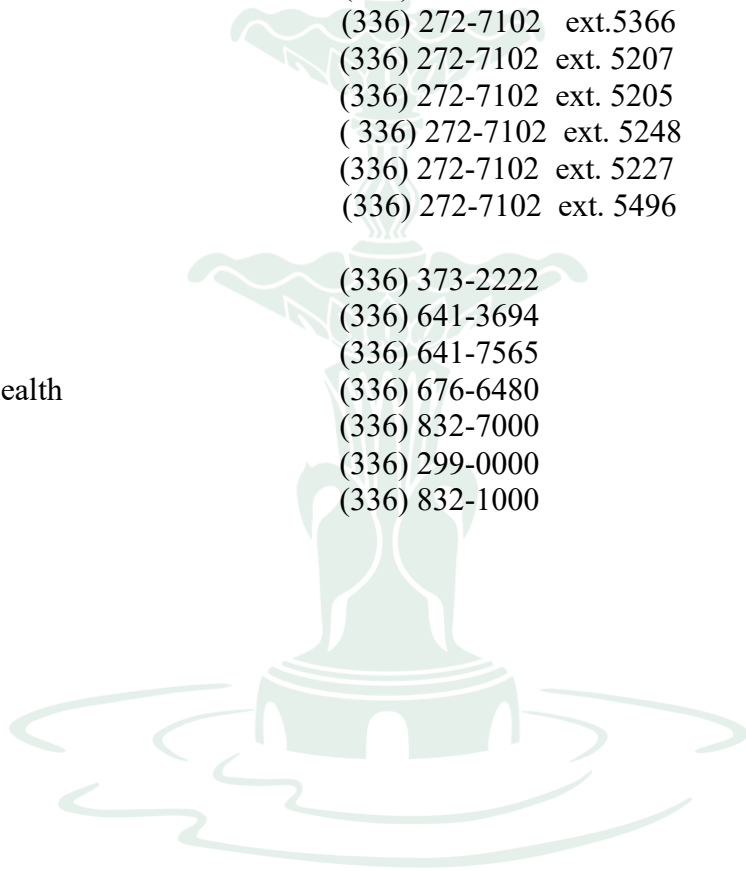 (336) 272-7102 ext.5366
(336) 272-7102 ext. 5207
(336) 272-7102 ext. 5205
( 336) 272-7102 ext. 5248
(336) 272-7102 ext. 5227
(336) 272-7102 ext. 5496
(336) 373-2222
(336) 641-3694
(336) 641-7565
ealth (336) 676-6480
(336) 832-7000
(336) 299-0000
(336) 832-1000